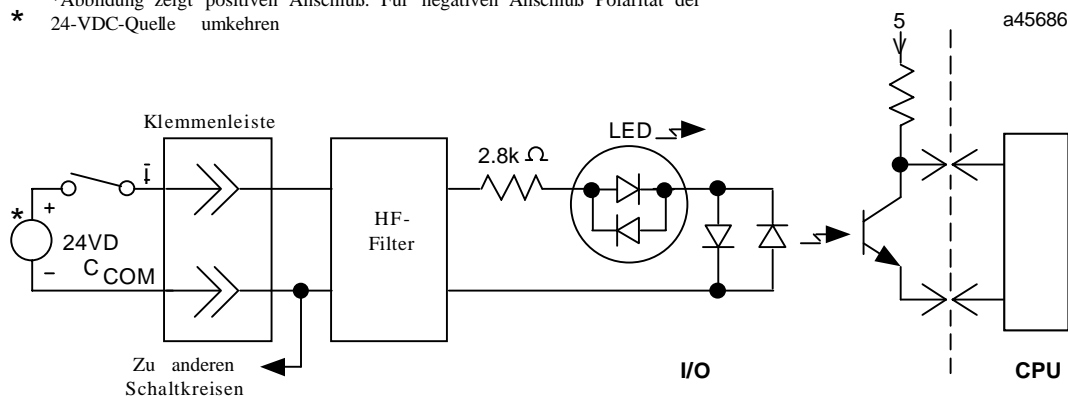 *Abbildung zeigt positiven Anschluß. Für negativen Anschluß Polarität der
* 24-VDC-Quelle umkehren
a45686
5
Klemmenleiste
LED
2.8k Ω
I
*
+
24VD
C
COM
–
HF-
Filter
Zu anderen
Schaltkreisen
I/O
CPU